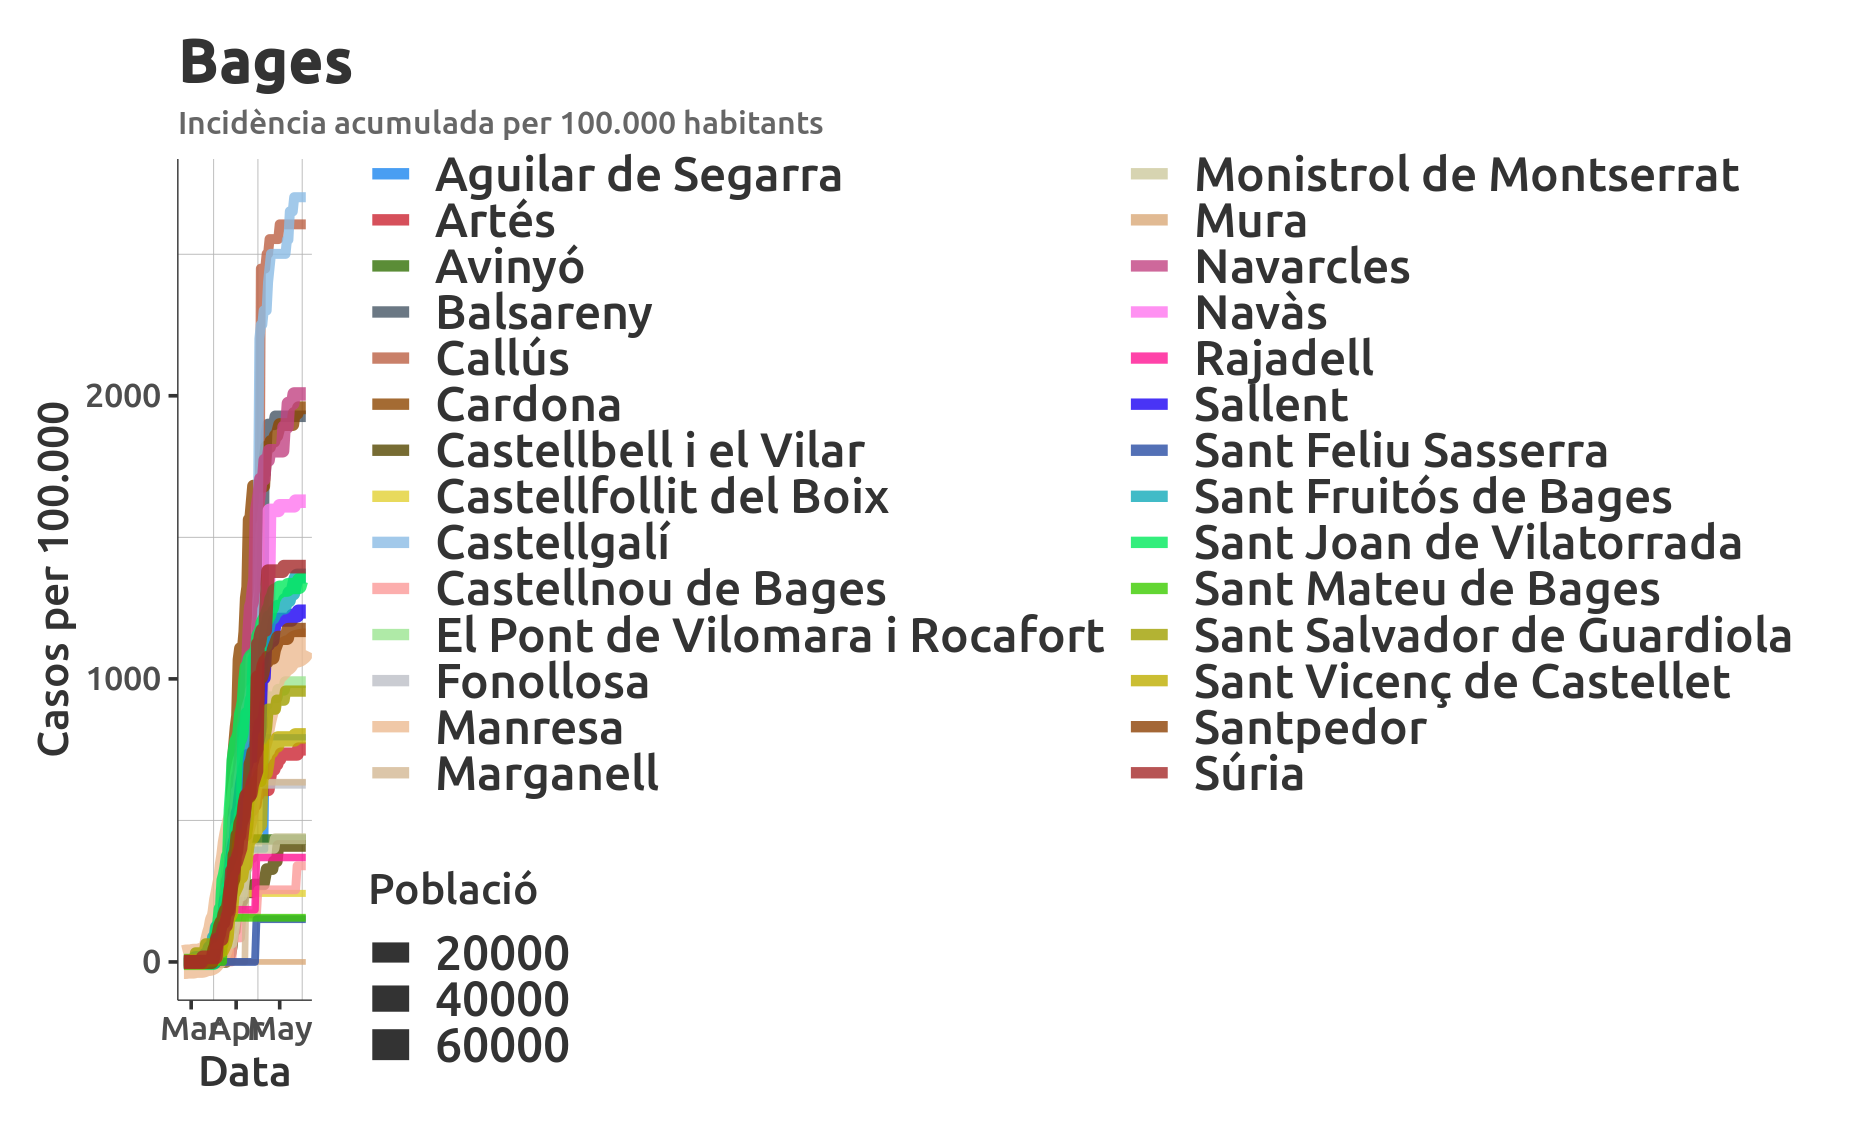 Bages
Incidència acumulada per 100.000 habitants
Casos per 100.000
2000
1000
0
Mar
Apr
May
Data
Aguilar de Segarra
Artés
Avinyó
Balsareny
Callús
Cardona
Castellbell i el Vilar
Castellfollit del Boix
Castellgalí
Castellnou de Bages
El Pont de Vilomara i Rocafort
Fonollosa
Manresa
Marganell
Monistrol de Montserrat
Mura
Navarcles
Navàs
Rajadell
Sallent
Sant Feliu Sasserra
Sant Fruitós de Bages
Sant Joan de Vilatorrada
Sant Mateu de Bages
Sant Salvador de Guardiola
Sant Vicenç de Castellet
Santpedor
Súria
Població
20000
40000
60000